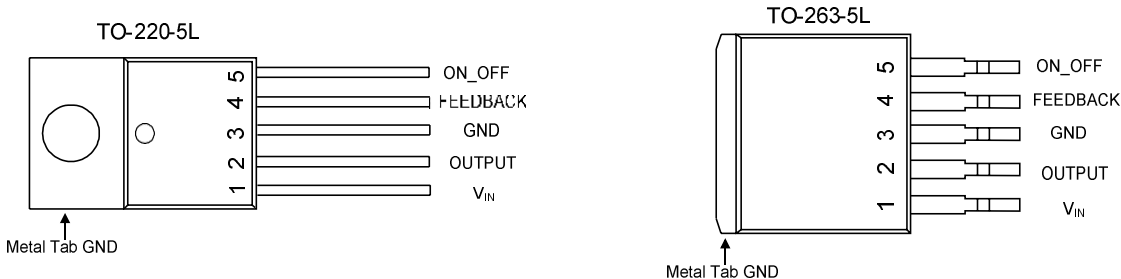 TO-220-5L
5 ON_OFF
4 FEEDBACK
3 GND
2 OUTPUT
1 VIN
Metal Tab GND
TO-263-5L
5 ON_OFF
4 FEEDBACK
3 GND
2 OUTPUT
1 VIN
Metal Tab GND